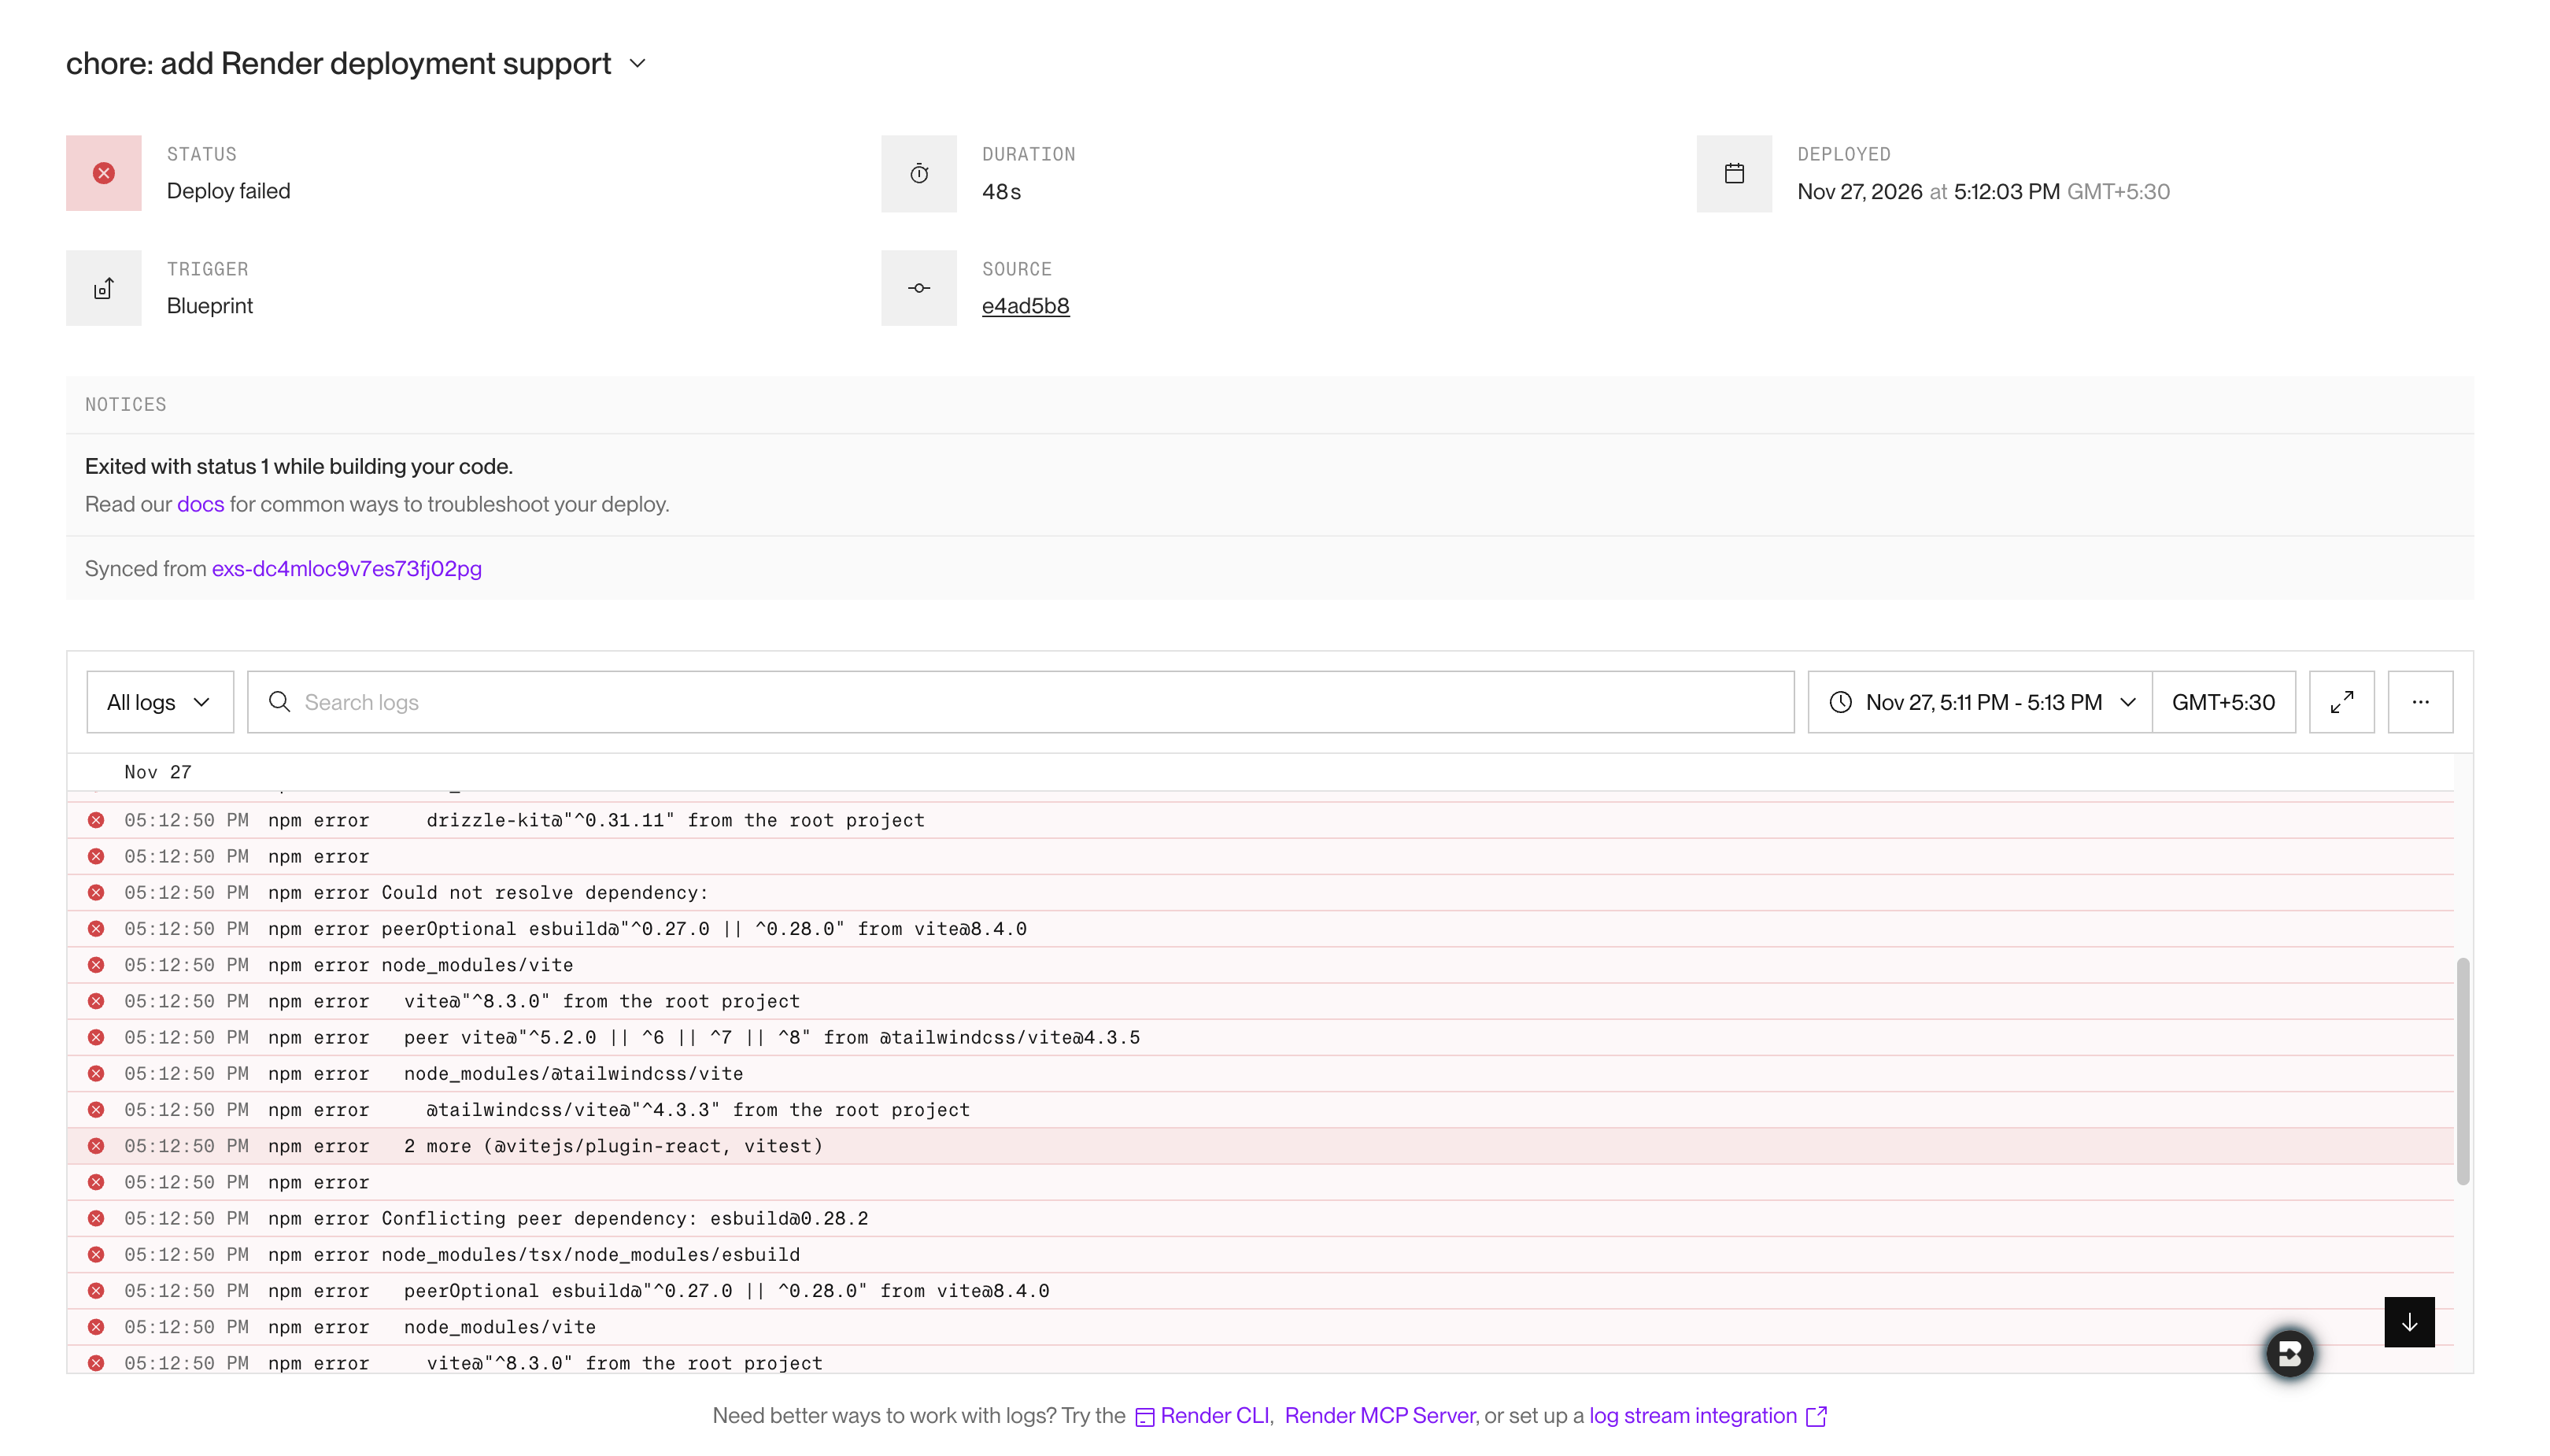 chore: add Render deployment support
STATUS
Deploy failed
DURATION
48s
DEPLOYED
Nov 27, 2026 at 5:12:03 PM GMT+5:30
TRIGGER
Blueprint
SOURCE
e4ad5b8
NOTICES
Exited with status 1 while building your code.
Read our docs for common ways to troubleshoot your deploy.
Synced from exs-dc4mloc9v7es73fj02pg
All logs
Search logs
Nov 27, 5:11 PM - 5:13 PM
GMT+5:30
Nov 27
05:12:50 PM npm error     drizzle-kit@"^0.31.11" from the root project
05:12:50 PM npm error
05:12:50 PM npm error Could not resolve dependency:
05:12:50 PM npm error peerOptional esbuild@"^0.27.0 || ^0.28.0" from vite@8.4.0
05:12:50 PM npm error node_modules/vite
05:12:50 PM npm error   vite@"^8.3.0" from the root project
05:12:50 PM npm error   peer vite@"^5.2.0 || ^6 || ^7 || ^8" from @tailwindcss/vite@4.3.5
05:12:50 PM npm error   node_modules/@tailwindcss/vite
05:12:50 PM npm error     @tailwindcss/vite@"^4.3.3" from the root project
05:12:50 PM npm error   2 more (@vitejs/plugin-react, vitest)
05:12:50 PM npm error
05:12:50 PM npm error Conflicting peer dependency: esbuild@0.28.2
05:12:50 PM npm error node_modules/tsx/node_modules/esbuild
05:12:50 PM npm error   peerOptional esbuild@"^0.27.0 || ^0.28.0" from vite@8.4.0
05:12:50 PM npm error   node_modules/vite
05:12:50 PM npm error     vite@"^8.3.0" from the root project
Need better ways to work with logs? Try the Render CLI, Render MCP Server, or set up a log stream integration